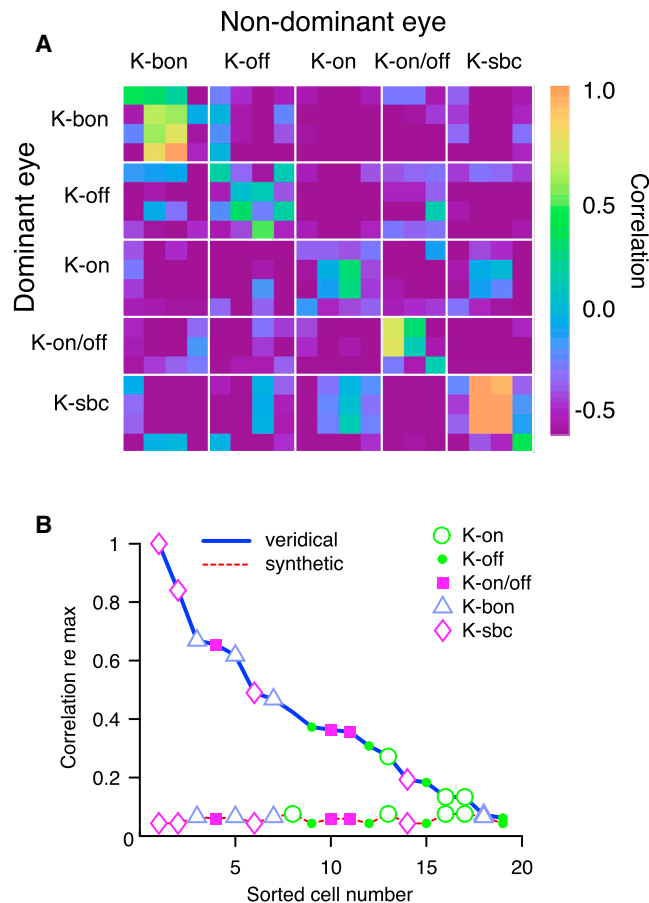 Non-dominant eye
A
K-bon K-off K-on K-on/off K-sbc
Dominant eye
K-bon
K-off
K-on
K-on/off
K-sbc
1.0
0.5
0.0
-0.5
Correlation
B
veridical
synthetic
K-on
K-off
K-on/off
K-bon
K-sbc
Correlation re max
1
0.8
0.6
0.4
0.2
0
5 10 15 20
Sorted cell number